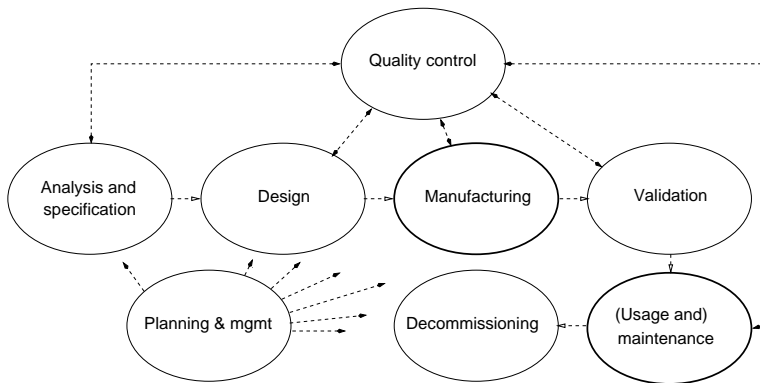 Quality control
Analysis and
specification
Design
Manufacturing
Validation
Planning & mgmt
Decommissioning
(Usage and)
maintenance